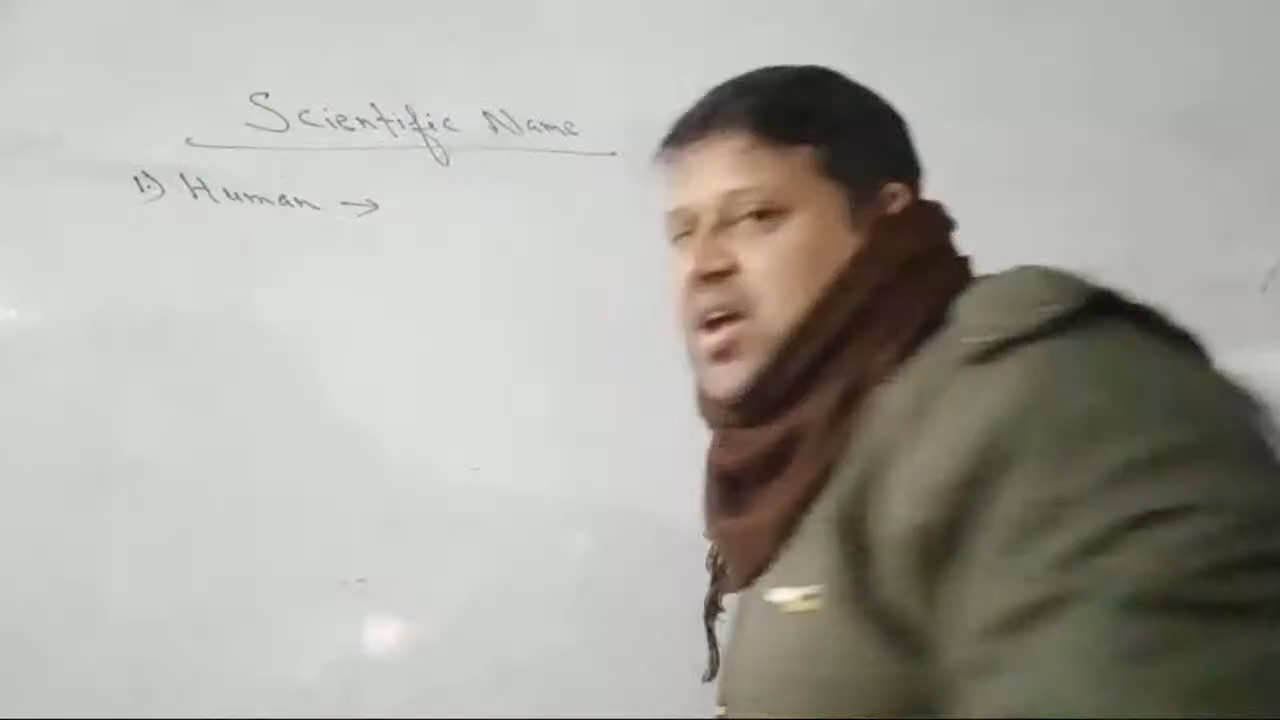 Scientific Name
1.) Human →